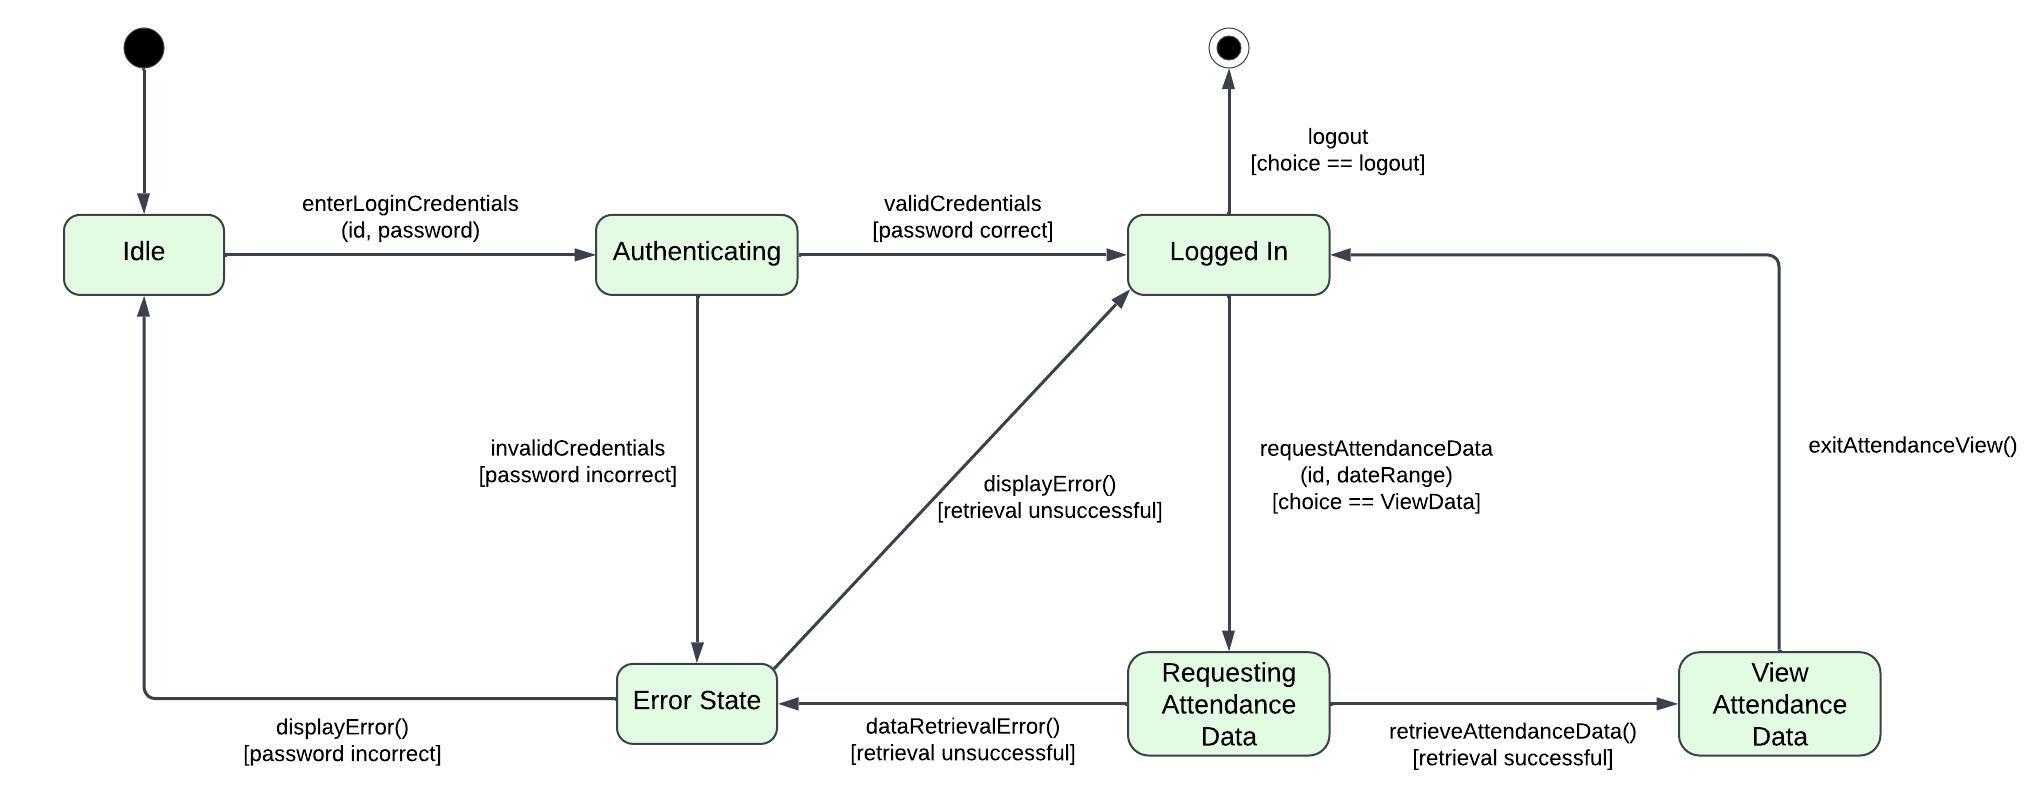 logout
[choice == logout]
enterLoginCredentials
(id, password)
validCredentials
[password correct]
Idle
Authenticating
Logged In
invalidCredentials
[password incorrect]
displayError()
[retrieval unsuccessful]
requestAttendanceData
(id, dateRange)
[choice == ViewData]
exitAttendanceView()
Error State
Requesting
Attendance
Data
View
Attendance
Data
displayError()
[password incorrect]
dataRetrievalError()
[retrieval unsuccessful]
retrieveAttendanceData()
[retrieval successful]